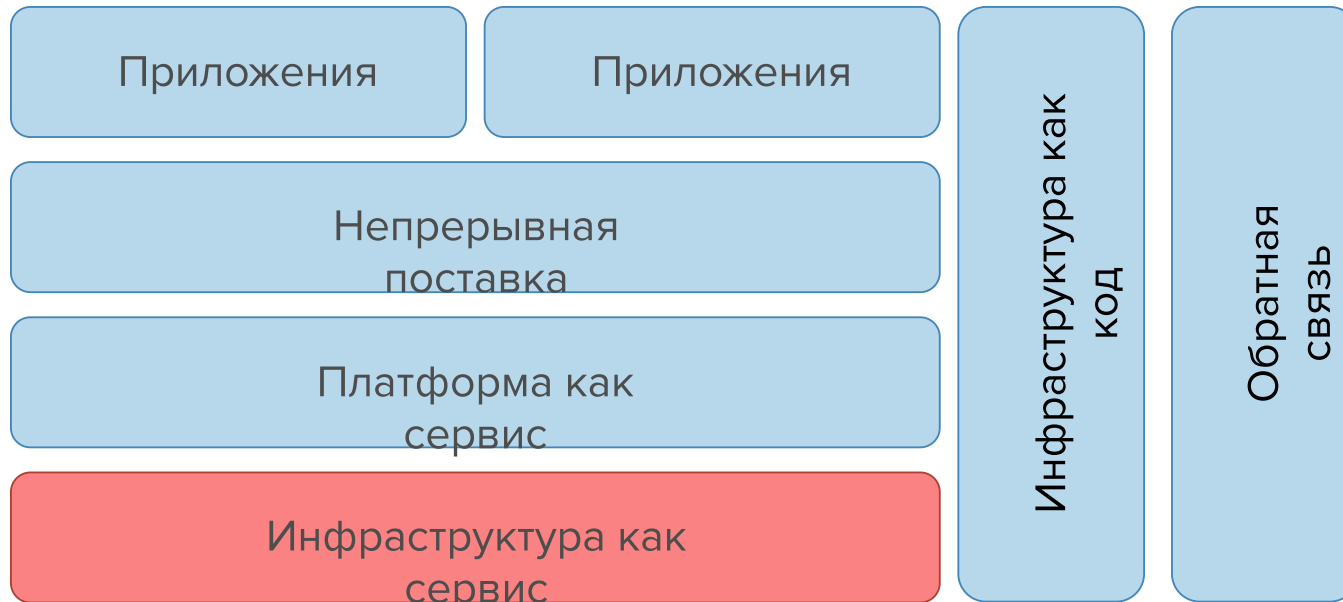 Приложения
Приложения
Непрерывная
поставка
Платформа как
сервис
Инфраструктура как
сервис
Инфраструктура как
код
Обратная
связь